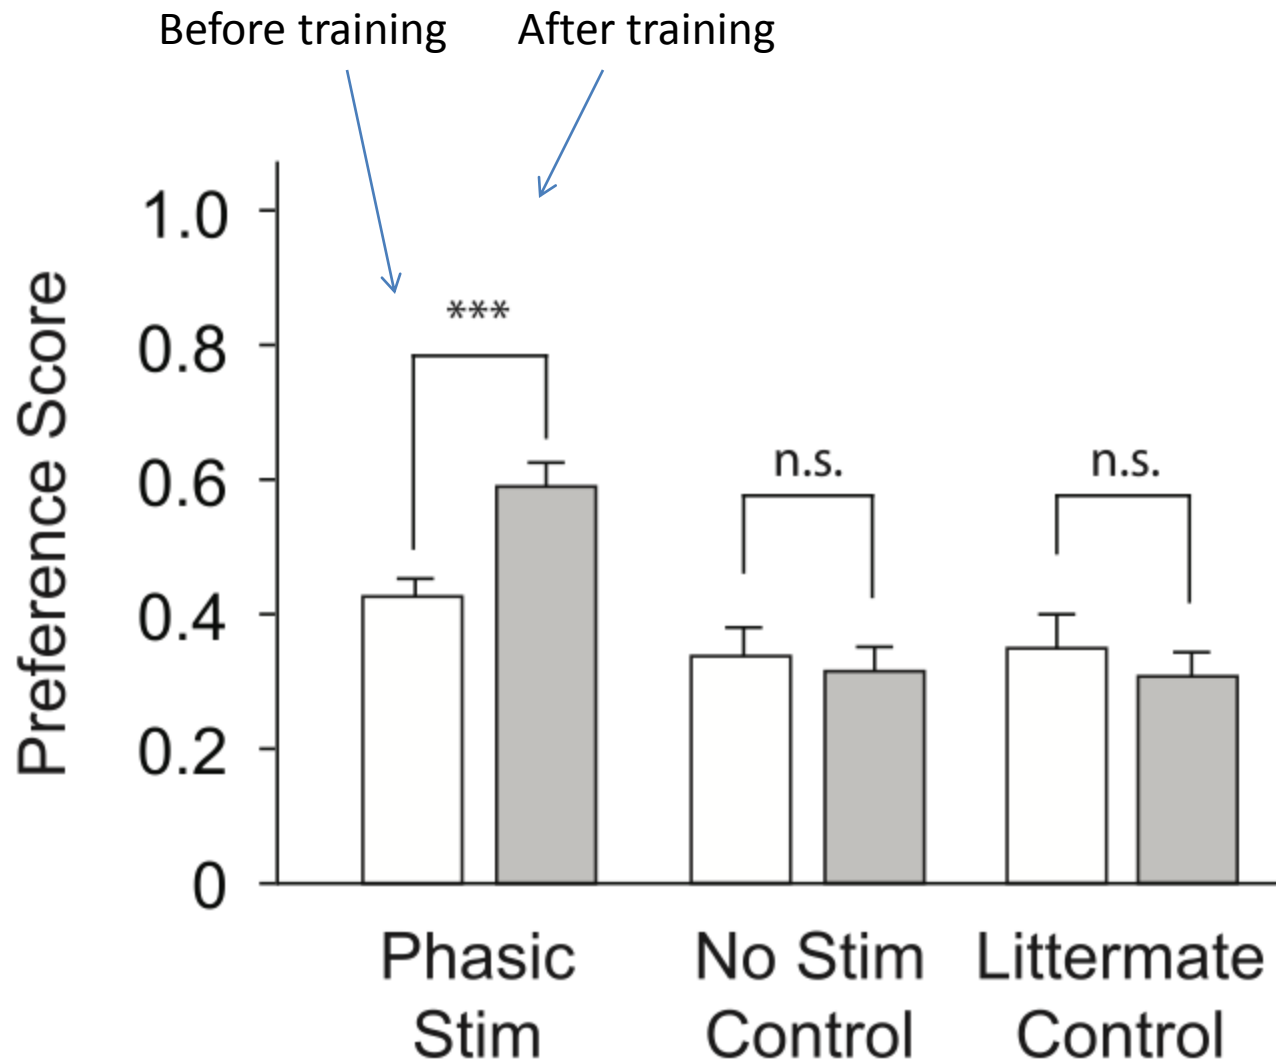 Before training
After training
1.0
0.8
0.6
0.4
0.2
0
Preference Score
***
n.s.
n.s.
Phasic
Stim
No Stim
Control
Littermate
Control